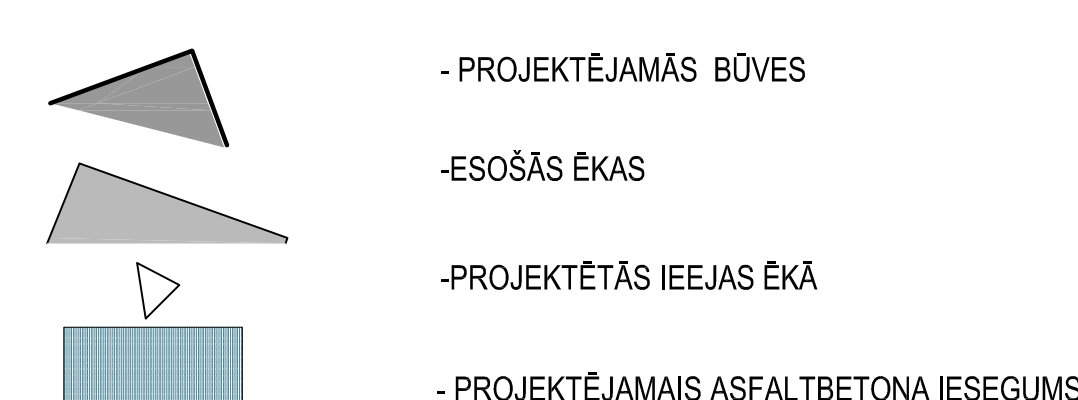 - PROJEKTĒJAMĀS BŪVES
-ESOŠĀS ĒKAS
-PROJEKTĒTĀS IEEJAS ĒKĀ
- PROJEKTĒJAMAIS ASFALTBETONA IESEGUMS